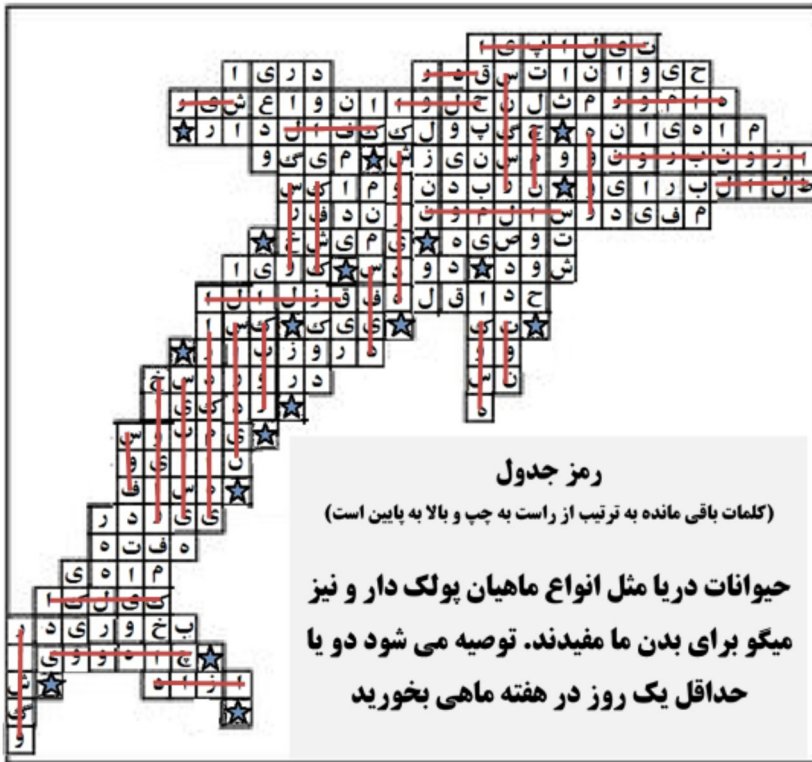 ت ی ل ا پ ی ا
ح ی و ا ن ا ت س ق د ر د ر ی ا
ه ا م و ر م ث ل ن ح ل و ا ا ن و ا ع ش ی ر
م ا ه ی ا ن ه ج گ پ و ل ک ک ف ا ل د ا ر
ا ز و ن ب ر و ن و و م س ن ی ز ش م ی گ و
ل ا ل ب ر ا ی و ن ر ب د ن و م ا ک س
م ف ی د ر س ا ل م و ن ن د ف ر
ت و ص ی ه ی م ی ش خ
ش و د د و د س ک ر ی ا
ح د ا ق ل ه ف ق ز ل ا ل ا
ک ی ی ک ک س ا
و و د ر و ز ب ا ر
ن س د ر و ر د س خ
ه ر د ک ی ا
ی م ب و س
ن ی و
ه س ا ف
ی ی د ر
ه ف ت ه
م ا ه ی
ک ی ل ک ا
ب خ و ر ی د ر
چ ا ه و و ی
ا ز ا د ش
گ
و
رمز جدول
(کلمات باقی مانده به ترتیب از راست به چپ و بالا به پایین است)
حیوانات دریا مثل انواع ماهیان پولک دار و نیز
میگو برای بدن ما مفیدند. توصیه می شود دو یا
حداقل یک روز در هفته ماهی بخورید